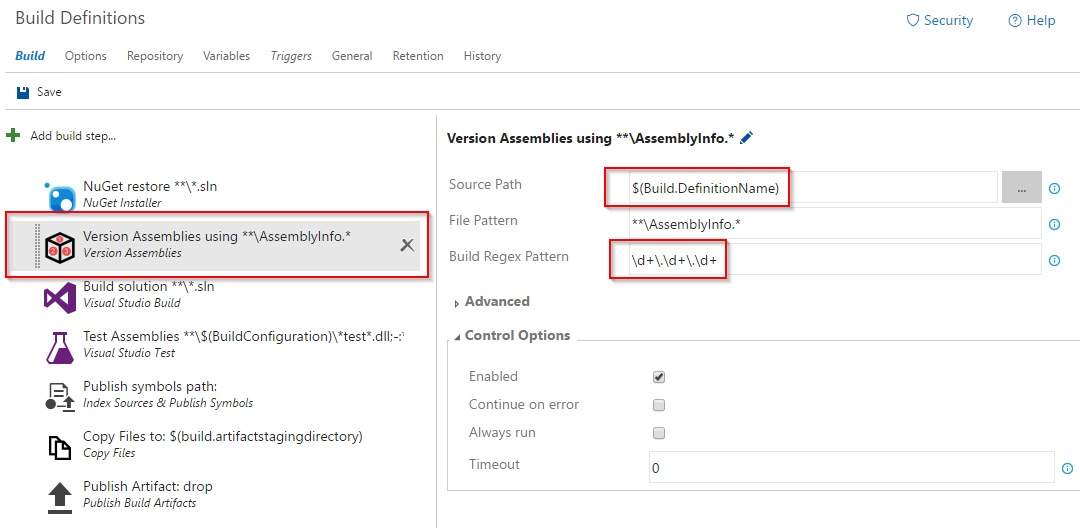 Build Definitions
Security
Help
Build Options Repository Variables Triggers General Retention History
Save
Add build step...
NuGet restore **\*.sln
NuGet Installer
Version Assemblies using **\AssemblyInfo.*
Version Assemblies
Build solution **\*.sln
Visual Studio Build
Test Assemblies **\$(BuildConfiguration)\*test*.dll;-:
Visual Studio Test
Publish symbols path:
Index Sources & Publish Symbols
Copy Files to: $(build.artifactstagingdirectory)
Copy Files
Publish Artifact: drop
Publish Build Artifacts
Version Assemblies using **\AssemblyInfo.*
Source Path $(Build.DefinitionName) ...
File Pattern **\AssemblyInfo.*
Build Regex Pattern \d+\.\d+\.\d+
Advanced
Control Options
Enabled
Continue on error
Always run
Timeout 0